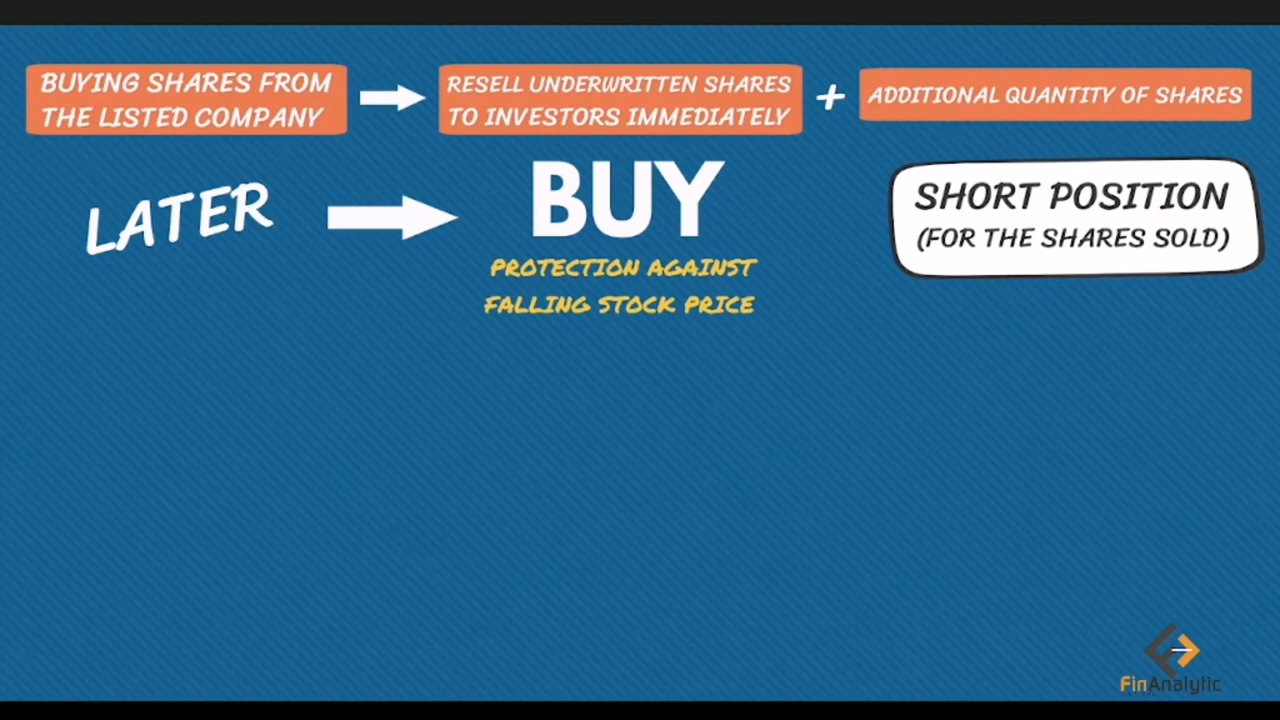 BUYING SHARES FROM
THE LISTED COMPANY
RESELL UNDERWRITTEN SHARES
TO INVESTORS IMMEDIATELY
+
ADDITIONAL QUANTITY OF SHARES
LATER
BUY
PROTECTION AGAINST
FALLING STOCK PRICE
SHORT POSITION
(FOR THE SHARES SOLD)
FinAnalytic